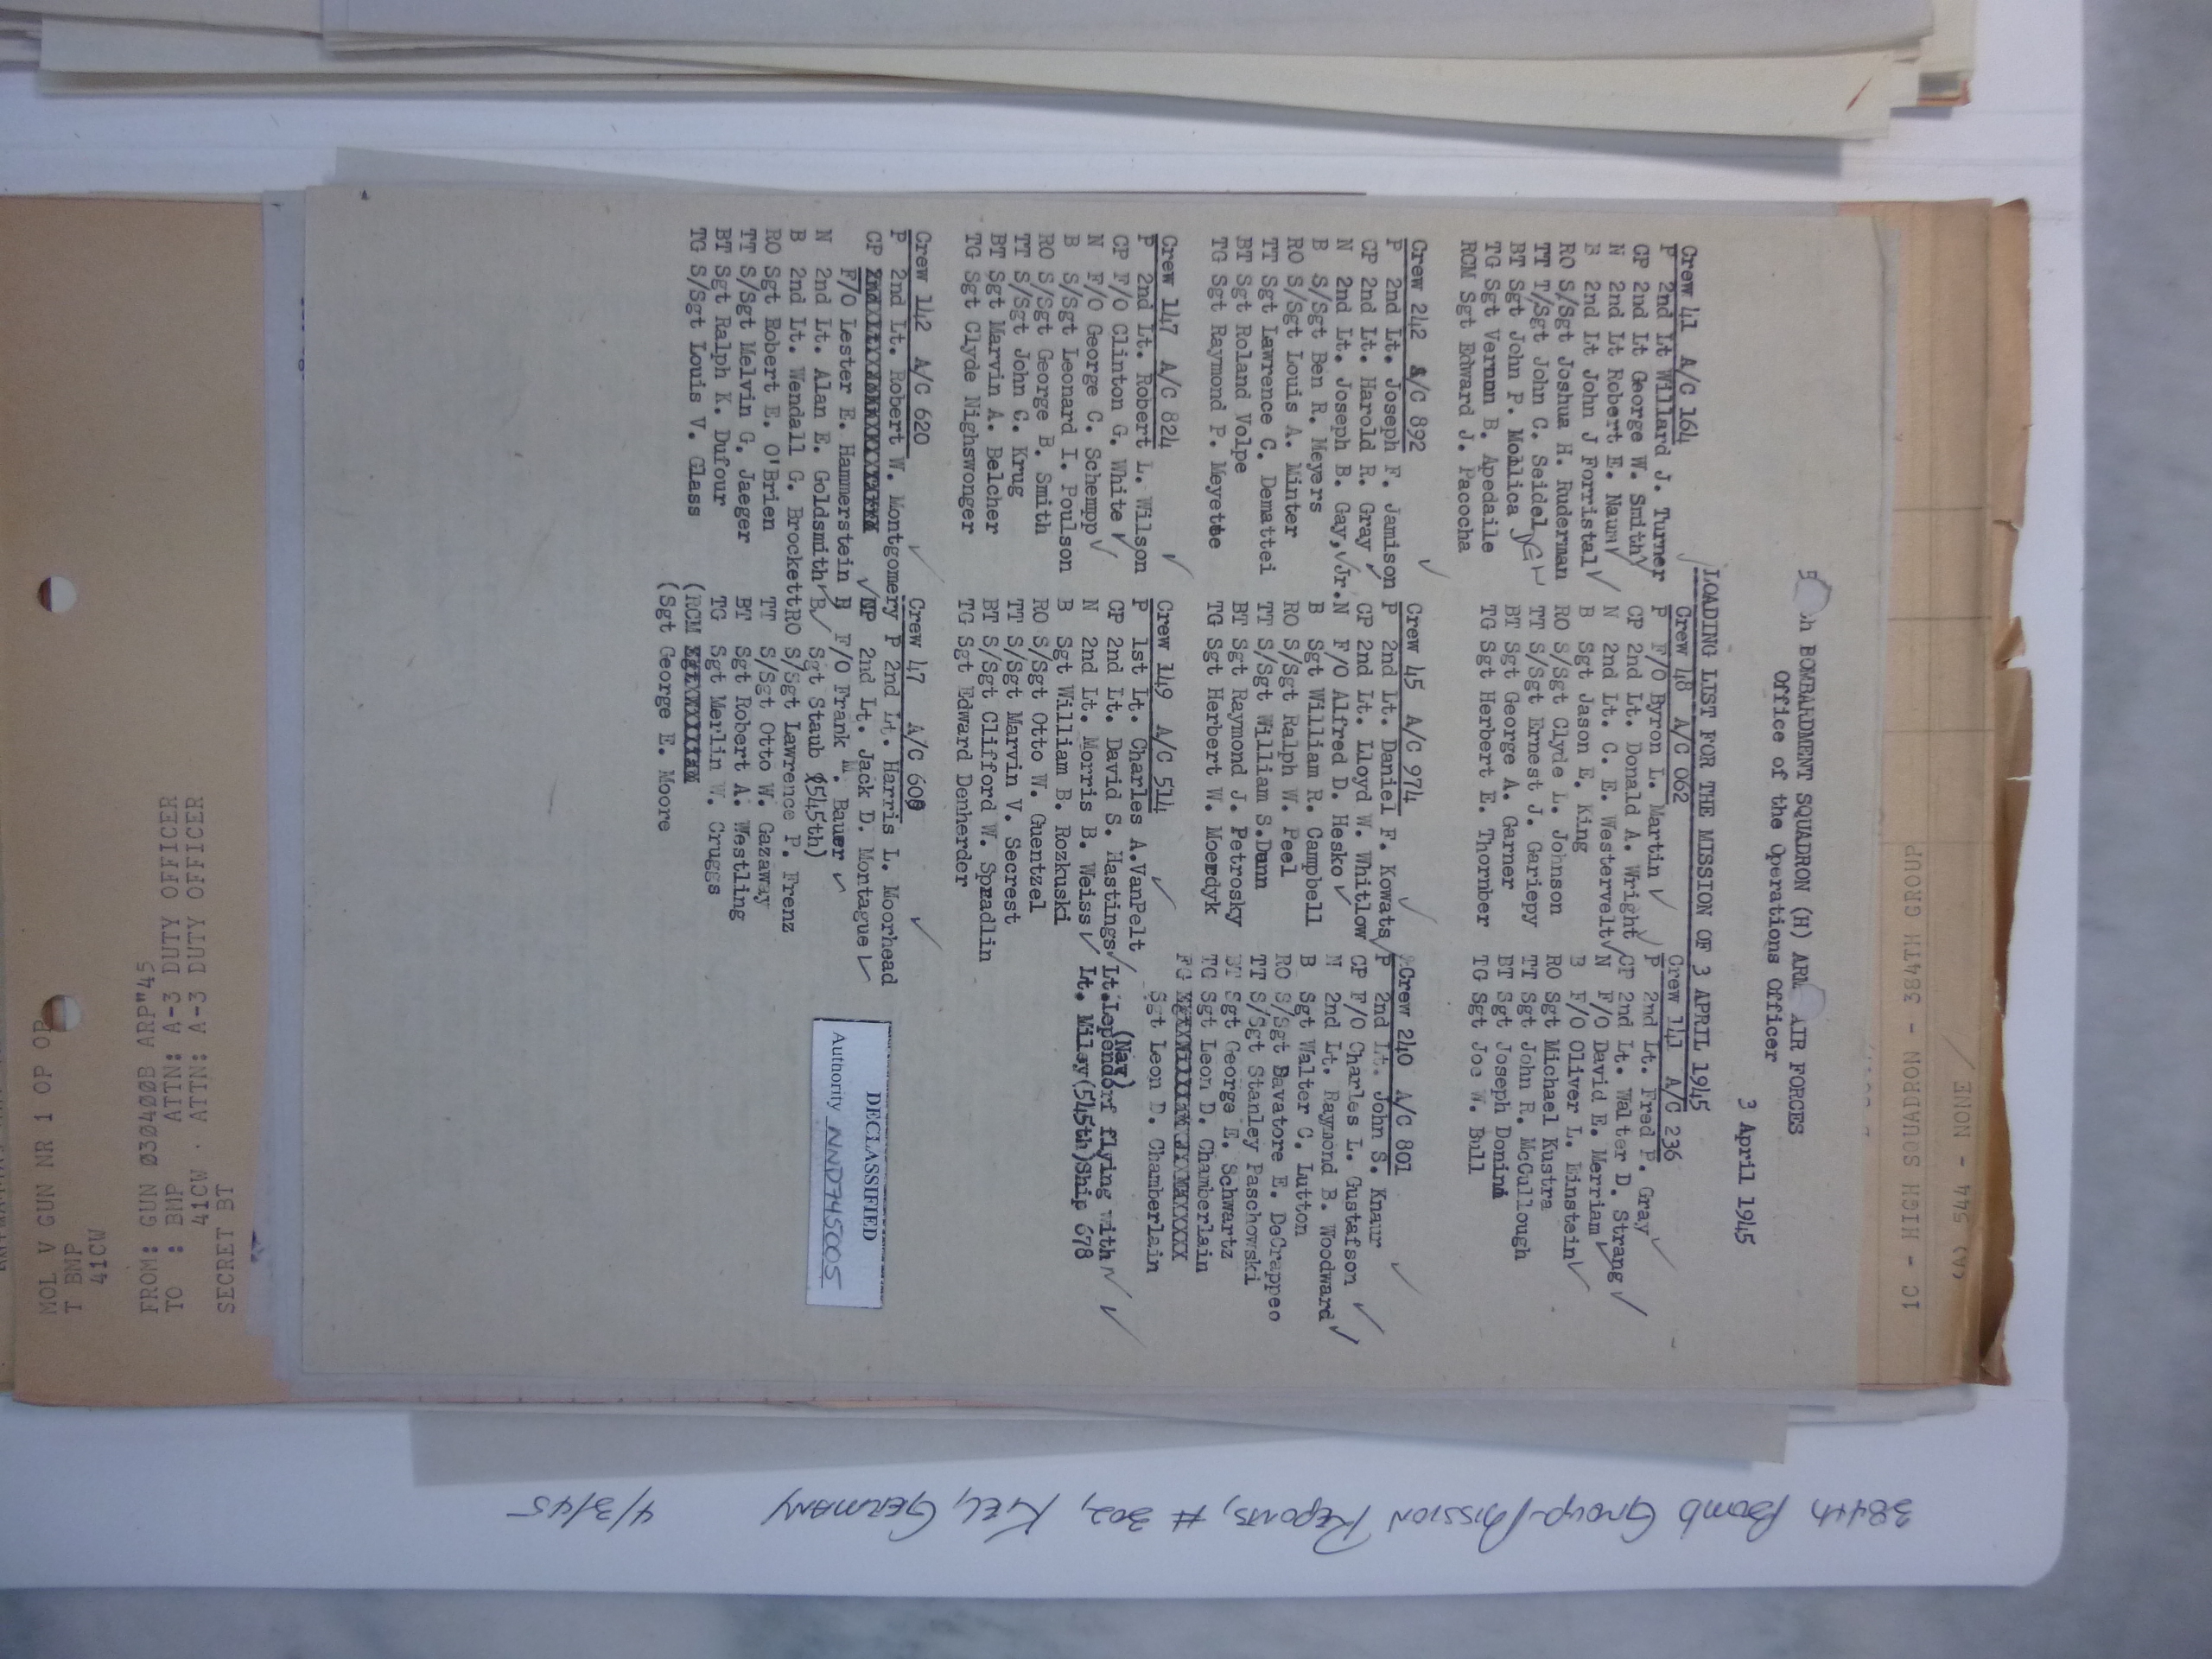 5 h BOMBARDMENT SQUADRON (H) ARM AIR FORCES
Office of the Operations Officer
3 April 1945
LOADING LIST FOR THE MISSION OF 3 APRIL 1945
Crew 41 A/C 164
P 2nd Lt Willard J. Turner
CP 2nd Lt George W. Smith
N 2nd Lt Robert E. Naum
B 2nd Lt John J Forristal
RO S/Sgt Joshua H. Ruderman
TT T/Sgt John C. Seidel
BT Sgt John P. Mohlica
TG Sgt Vernon B. Apedaile
RCM Sgt Edward J. Pacocha
Crew 48 A/C 062
P F/O Byron L. Martin
CP 2nd Lt. Donald A. Wright
N 2nd Lt. C. E. Westervelt
B Sgt Jason E. King
RO S/Sgt Clyde L. Johnson
TT S/Sgt Ernest J. Gariepy
BT Sgt George A. Garner
TG Sgt Herbert E. Thornber
Crew 141 A/C 236
P 2nd Lt. Fred P. Gray
CP 2nd Lt. Walter D. Strang
N F/O David E. Merriam
B F/O Oliver L. Einstein
RO Sgt Michael Kustra
TT Sgt John R. McCullough
BT Sgt Joseph Donina
TG Sgt Joe W. Bull
Crew 242 A/C 892
P 2nd Lt. Joseph F. Jamison
CP 2nd Lt. Harold R. Gray
N 2nd Lt. Joseph B. Gay, Jr.
B S/Sgt Ben R. Meyers
RO S/Sgt Louis A. Minter
TT Sgt Lawrence C. Demattei
BT Sgt Roland Volpe
TG Sgt Raymond P. Meyette
Crew 45 A/C 974
P 2nd Lt. Daniel F. Kowats
CP 2nd Lt. Lloyd W. Whitlow
N F/O Alfred D. Hesko
B Sgt William R. Campbell
RO S/Sgt Ralph W. Peel
TT S/Sgt William S.Dunn
BT Sgt Raymond J. Petrosky
TG Sgt Herbert W. Moerdyk
Crew 240 A/C 801
P 2nd Lt. John S. Knaur
CP F/O Charles L. Gustafson
N 2nd Lt. Raymond B. Woodward
B Sgt Walter C. Lutton
RO S/Sgt Davatore E. DeCrappeo
TT S/Sgt Stanley Paschowski
BT Sgt George E. Schwartz
TG Sgt Leon D. Chamberlain
FG
Sgt Leon D. Chamberlain
Crew 147 A/C 824
P 2nd Lt. Robert L. Wilson
CP F/O Clinton G. White
N F/O George C. Schempp
B S/Sgt Leonard I. Poulson
RO S/Sgt George B. Smith
TT S/Sgt John C. Krug
BT Sgt Marvin A. Belcher
TG Sgt Clyde Nighswonger
Crew 149 A/C 514
P 1st Lt. Charles A.VanPelt
CP 2nd Lt. David S. Hastings
N 2nd Lt. Morris B. Weiss
B Sgt William B. Rozkuski
RO S/Sgt Otto W. Guentzel
TT S/Sgt Marvin V. Secrest
BT S/Sgt Clifford W. Spradlin
TG Sgt Edward Denherder
(Nav)
Lt.Lependorf flying with
Lt. Miley(545th)Ship 678
Crew 142 A/C 620
P 2nd Lt. Robert W. Montgomery
CP
F/O Lester E. Hammerstein
N 2nd Lt. Alan E. Goldsmith
B 2nd Lt. Wendall G. Brockett
RO Sgt Robert E. O'Brien
TT S/Sgt Melvin G. Jaeger
BT Sgt Ralph K. Dufour
TG S/Sgt Louis V. Glass
Crew 47 A/C 600
P 2nd Lt. Harris L. Moorhead
CP 2nd Lt. Jack D. Montague
N F/O Frank M. Bauer
B Sgt Staub (545th)
RO S/Sgt Lawrence P. Frenz
TT S/Sgt Otto W. Gazaway
BT Sgt Robert A. Westling
TG Sgt Merlin W. Cruggs
(RCM
(Sgt George E. Moore
DECLASSIFIED
Authority NND745005
1C - HIGH SQUADRON - 384TH GROUP
544 (A) - NONE
MOL V GUN NR 1 OP OP
T BMP
41CW
FROM: GUN Ø3Ø4ØØB ARP"45
TO : BMP ATTN: A-3 DUTY OFFICER
41CW . ATTN: A-3 DUTY OFFICER
SECRET BT
384th Bomb Group-Mission Reports, # 302, Kiel, Germany 4/3/45